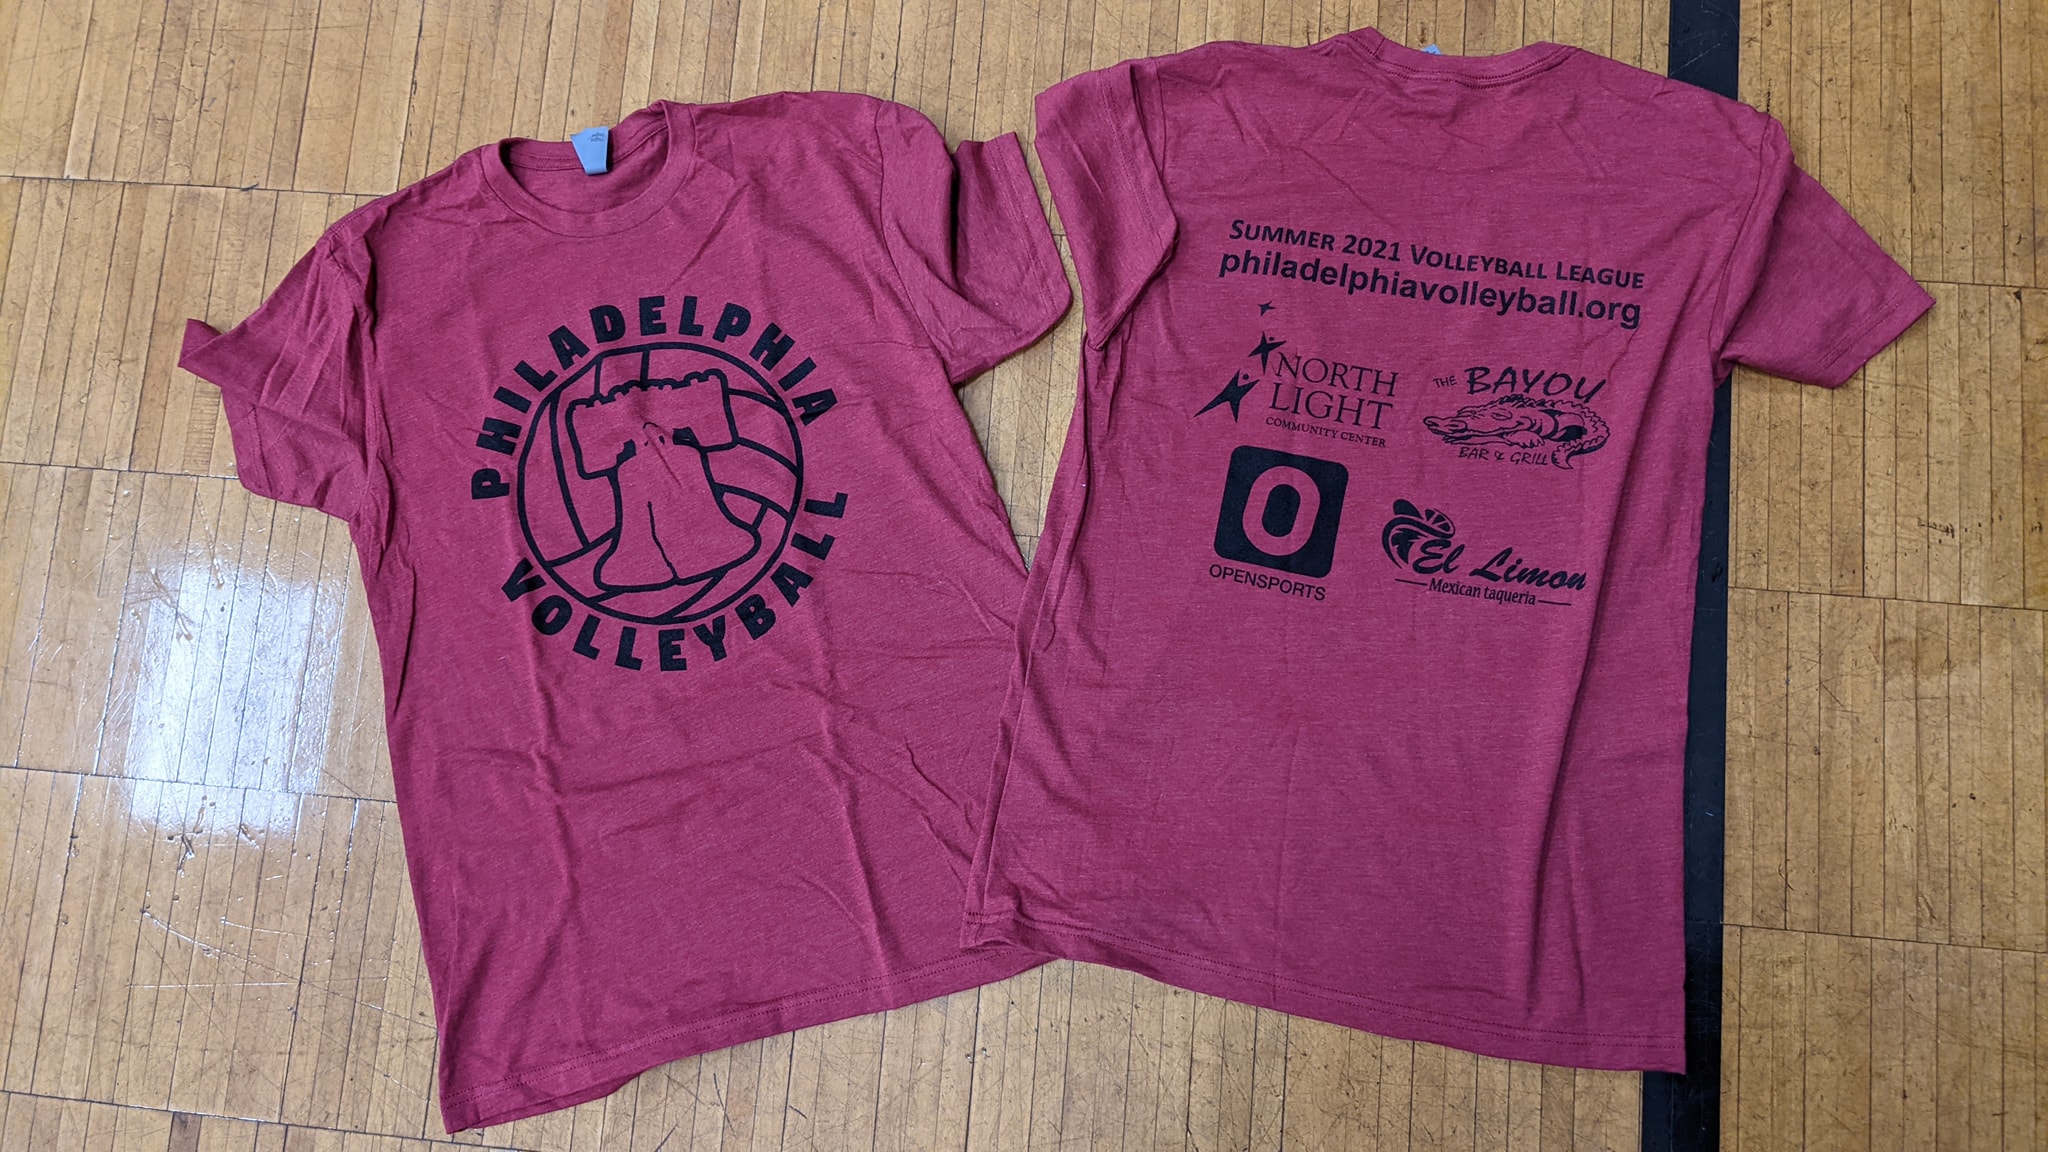 PHILADELPHIA
VOLLEYBALL
SUMMER 2021 VOLLEYBALL LEAGUE
philadelphiavolleyball.org
NORTH
LIGHT
COMMUNITY CENTER
THE BAYOU
BAR & GRILL
O
OPENSPORTS
El Limon
Mexican taqueria